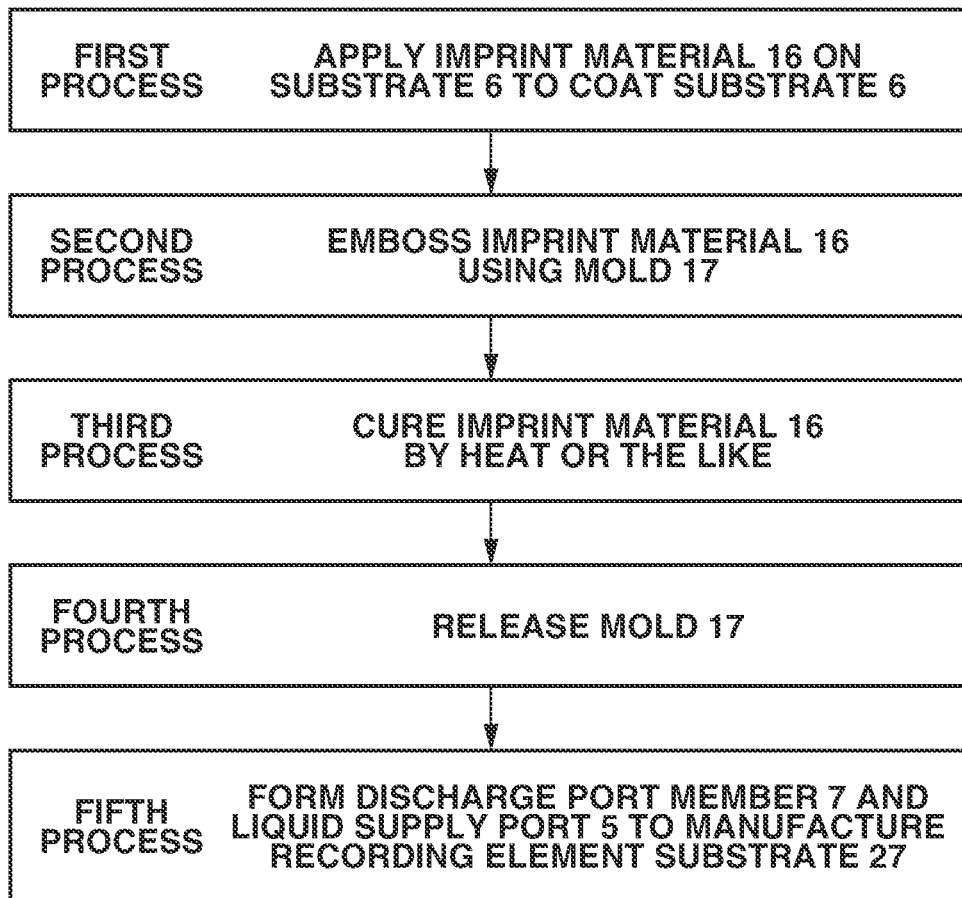 FIRST PROCESS
APPLY IMPRINT MATERIAL 16 ON
SUBSTRATE 6 TO COAT SUBSTRATE 6
SECOND PROCESS
EMBOSS IMPRINT MATERIAL 16
USING MOLD 17
THIRD PROCESS
CURE IMPRINT MATERIAL 16
BY HEAT OR THE LIKE
FOURTH PROCESS
RELEASE MOLD 17
FIFTH PROCESS
FORM DISCHARGE PORT MEMBER 7 AND
LIQUID SUPPLY PORT 5 TO MANUFACTURE
RECORDING ELEMENT SUBSTRATE 27